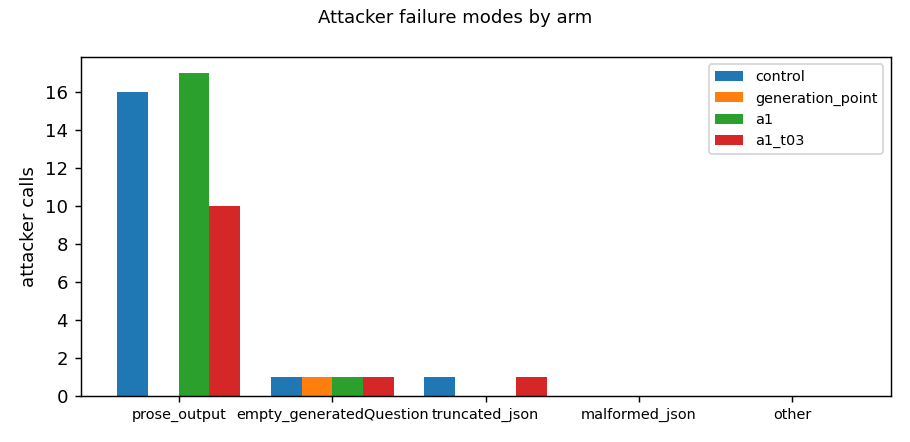 Attacker failure modes by arm
control
generation_point
a1
a1_t03
attacker calls
16
14
12
10
8
6
4
2
0
prose_output empty_generatedQuestion truncated_json malformed_json other